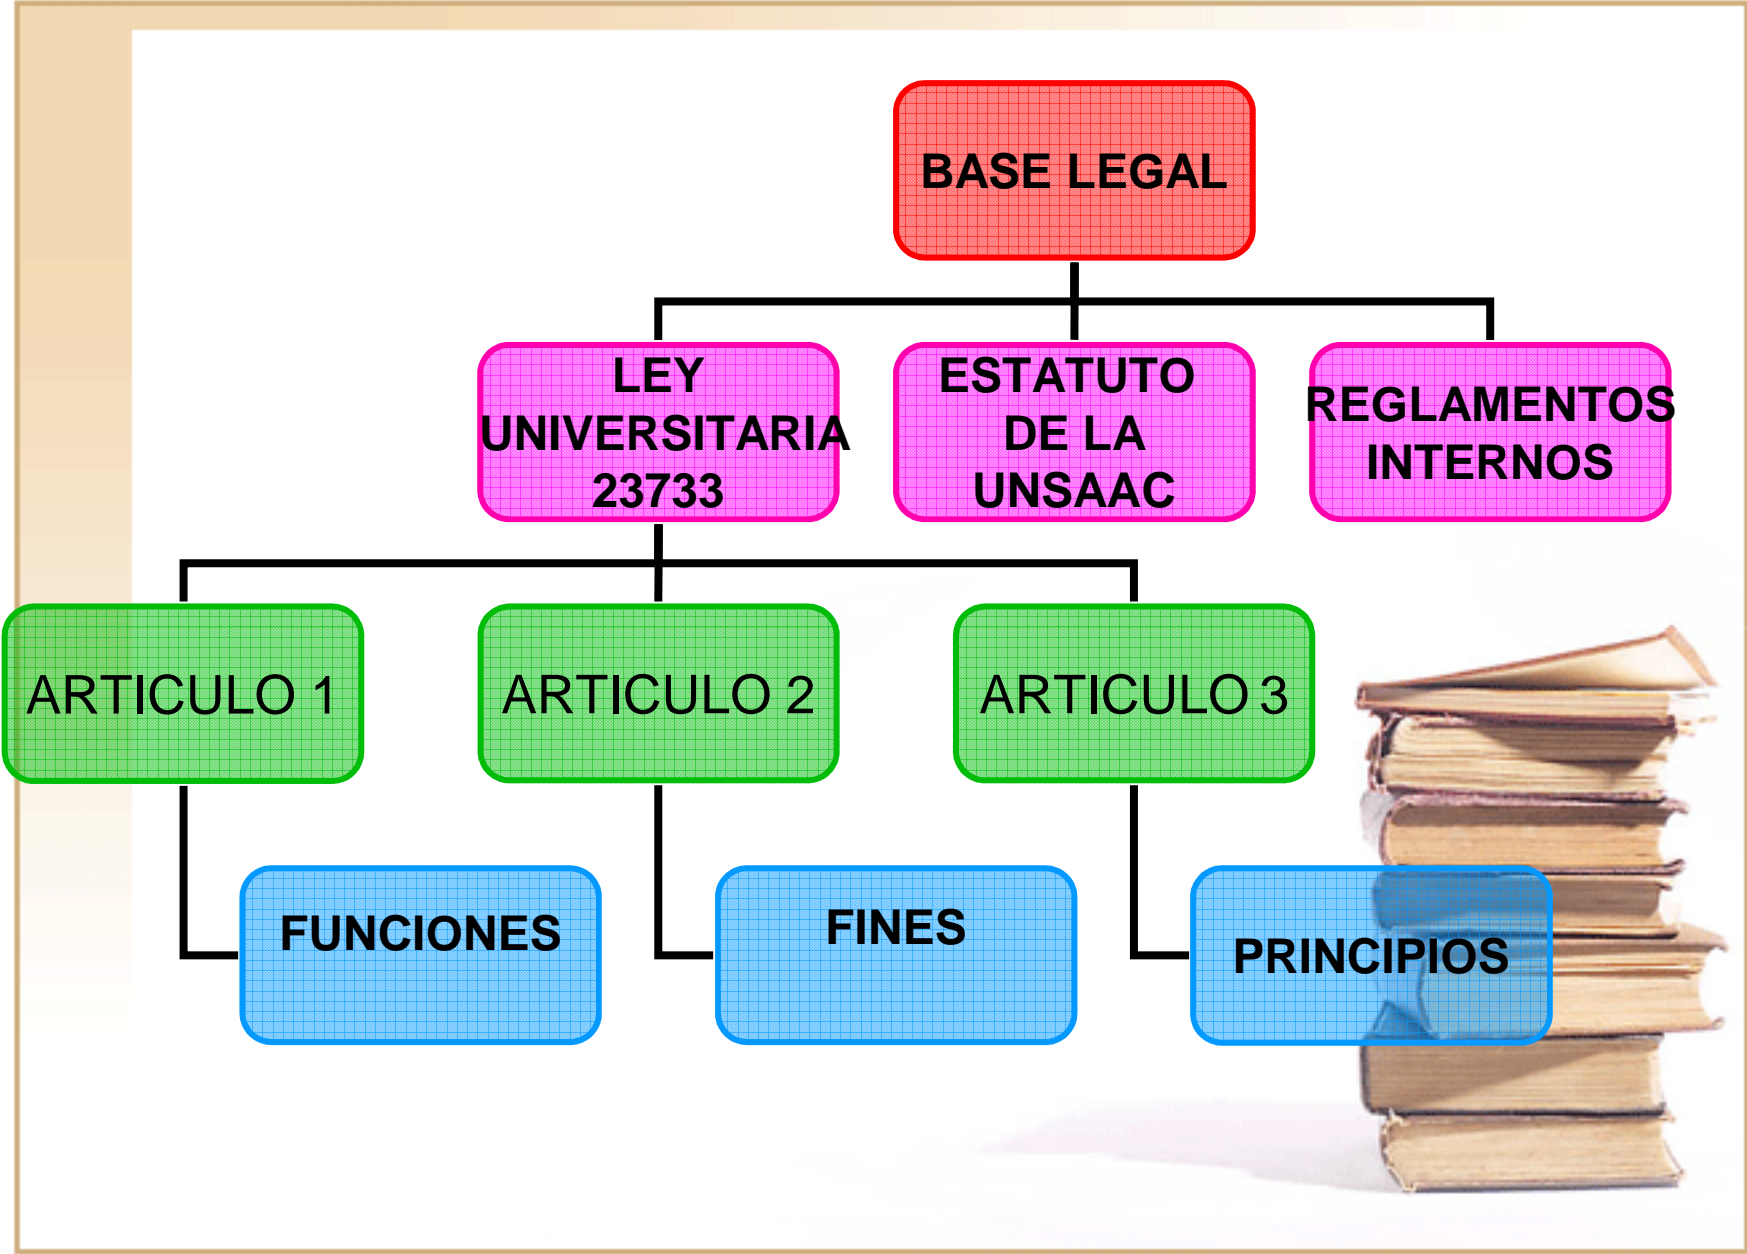 BASE LEGAL
LEY
UNIVERSITARIA
23733
ESTATUTO
DE LA
UNSAAC
REGLAMENTOS
INTERNOS
ARTICULO 1
ARTICULO 2
ARTICULO 3
FUNCIONES
FINES
PRINCIPIOS